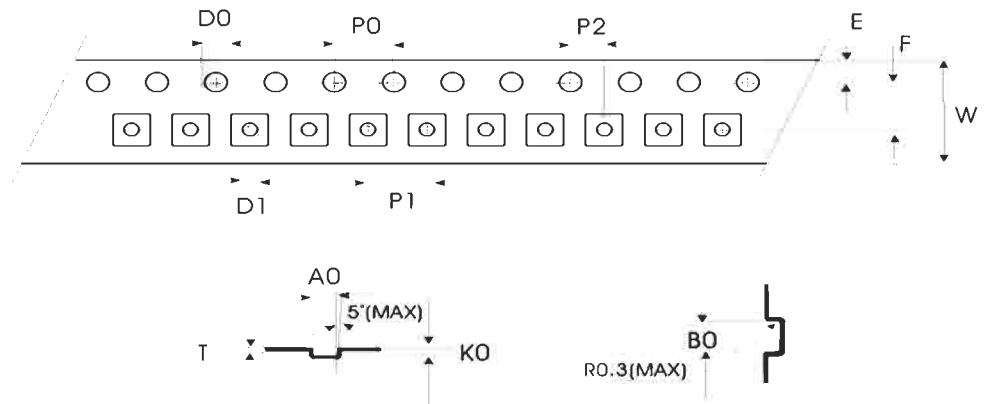 D0 P0 P2 E F
W
D1 P1
A0
5°(MAX)
T K0 B0
R0.3(MAX)